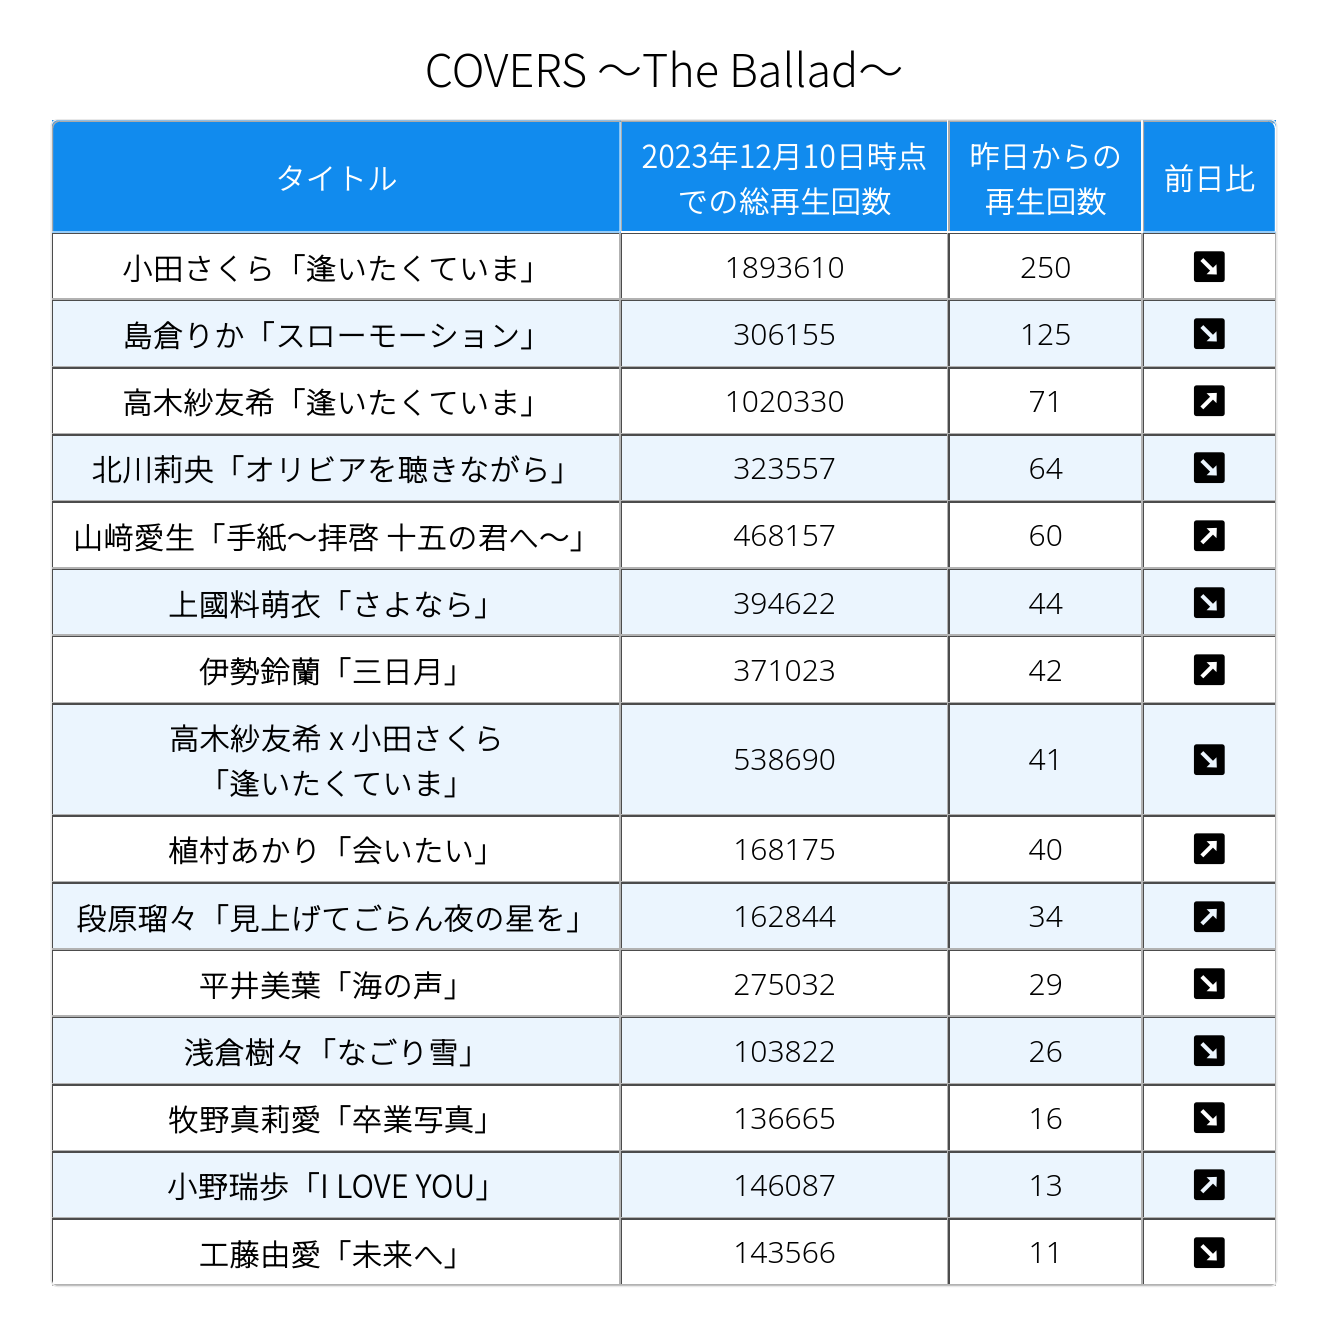 COVERS ～The Ballad～
タイトル
2023年12月10日時点
での総再生回数
昨日からの
再生回数
前日比
小田さくら「逢いたくていま」 1893610 250 ↘
島倉りか「スローモーション」 306155 125 ↘
高木紗友希「逢いたくていま」 1020330 71 ↗
北川莉央「オリビアを聴きながら」 323557 64 ↘
山﨑愛生「手紙～拝啓 十五の君へ～」 468157 60 ↗
上國料萌衣「さよなら」 394622 44 ↘
伊勢鈴蘭「三日月」 371023 42 ↗
高木紗友希 x 小田さくら
「逢いたくていま」 538690 41 ↘
植村あかり「会いたい」 168175 40 ↗
段原瑠々「見上げてごらん夜の星を」 162844 34 ↗
平井美葉「海の声」 275032 29 ↘
浅倉樹々「なごり雪」 103822 26 ↘
牧野真莉愛「卒業写真」 136665 16 ↘
小野瑞歩「I LOVE YOU」 146087 13 ↗
工藤由愛「未来へ」 143566 11 ↘